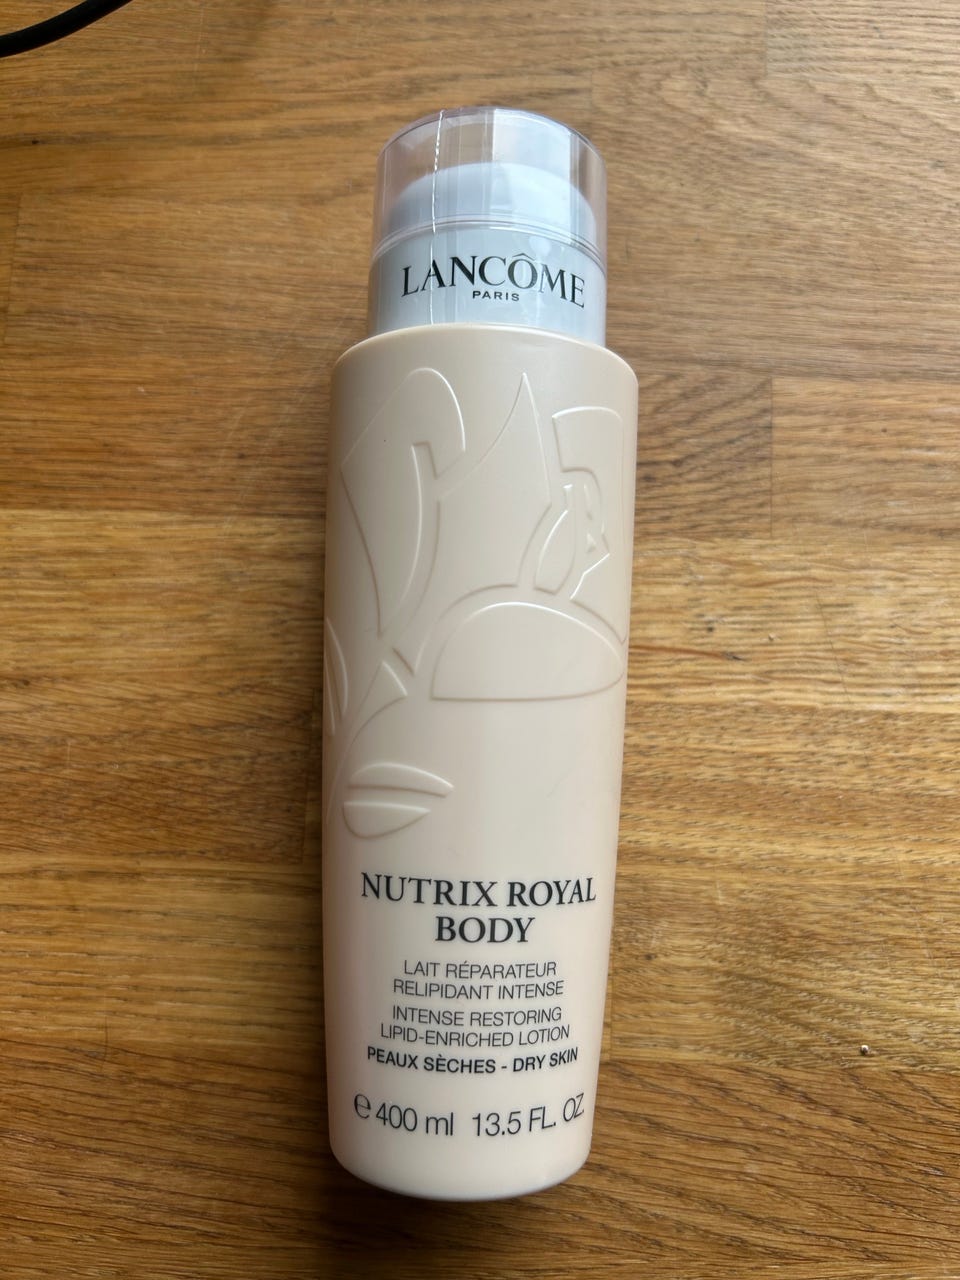 LANCÔME
PARIS
NUTRIX ROYAL
BODY
LAIT RÉPARATEUR
RELIPIDANT INTENSE
INTENSE RESTORING
LIPID-ENRICHED LOTION
PEAUX SÈCHES - DRY SKIN
℮ 400 ml 13.5 FL. OZ.